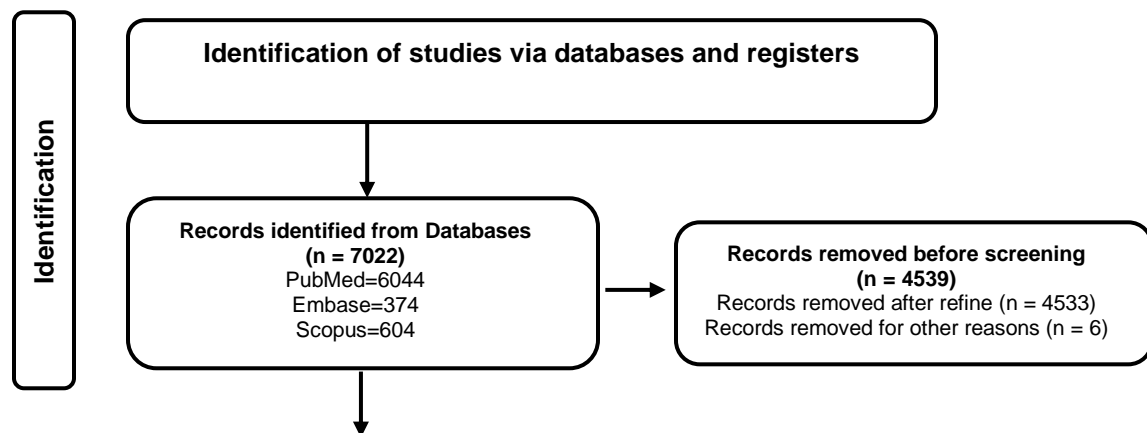 Identification of studies via databases and registers
Identification
Records identified from Databases
(n = 7022)
PubMed=6044
Embase=374
Scopus=604
Records removed before screening
(n = 4539)
Records removed after refine (n = 4533)
Records removed for other reasons (n = 6)